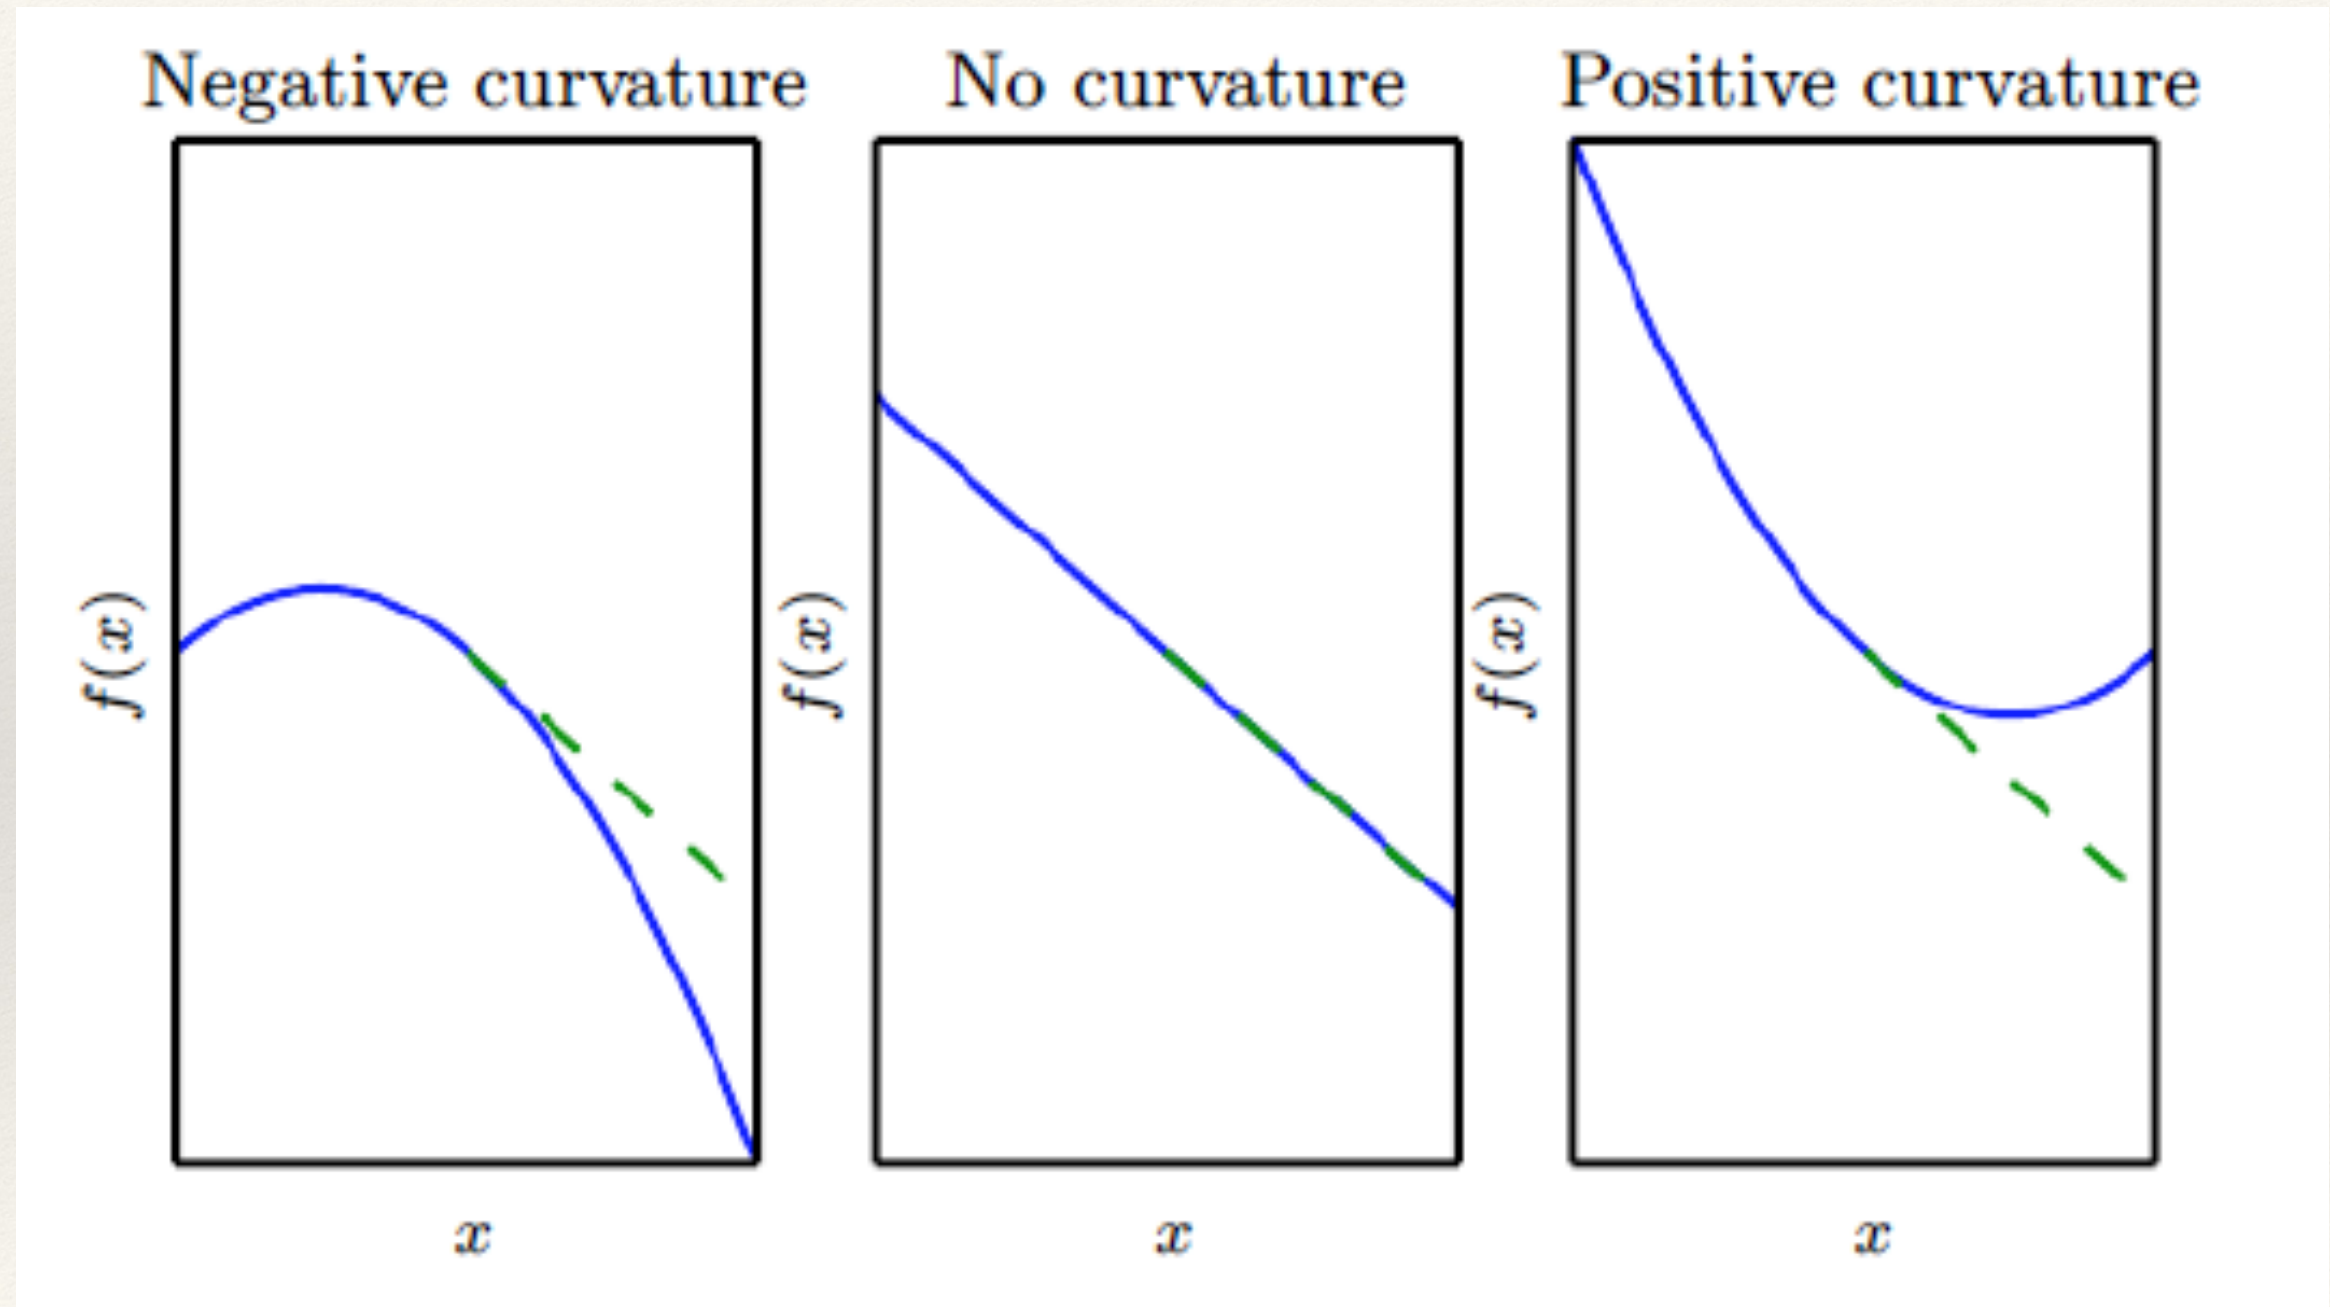 Negative curvature
No curvature
Positive curvature
f(x)
f(x)
f(x)
x
x
x